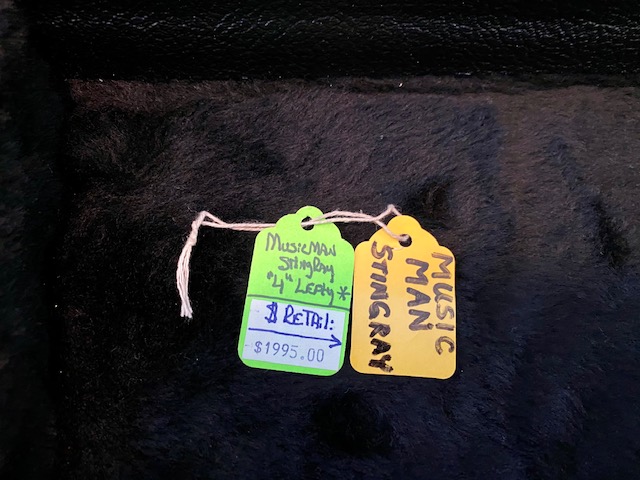 MusicMAN
StingRay
"4" LEFty*
$ RETAil:
$1995.00
MUSIC
MAN
STINGRAY